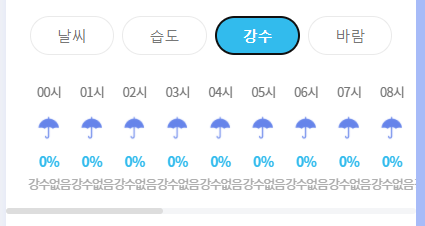 날씨 습도 강수 바람
00시 01시 02시 03시 04시 05시 06시 07시 08시
0% 0% 0% 0% 0% 0% 0% 0% 0%
강수없음 강수없음 강수없음 강수없음 강수없음 강수없음 강수없음 강수없음 강수없음